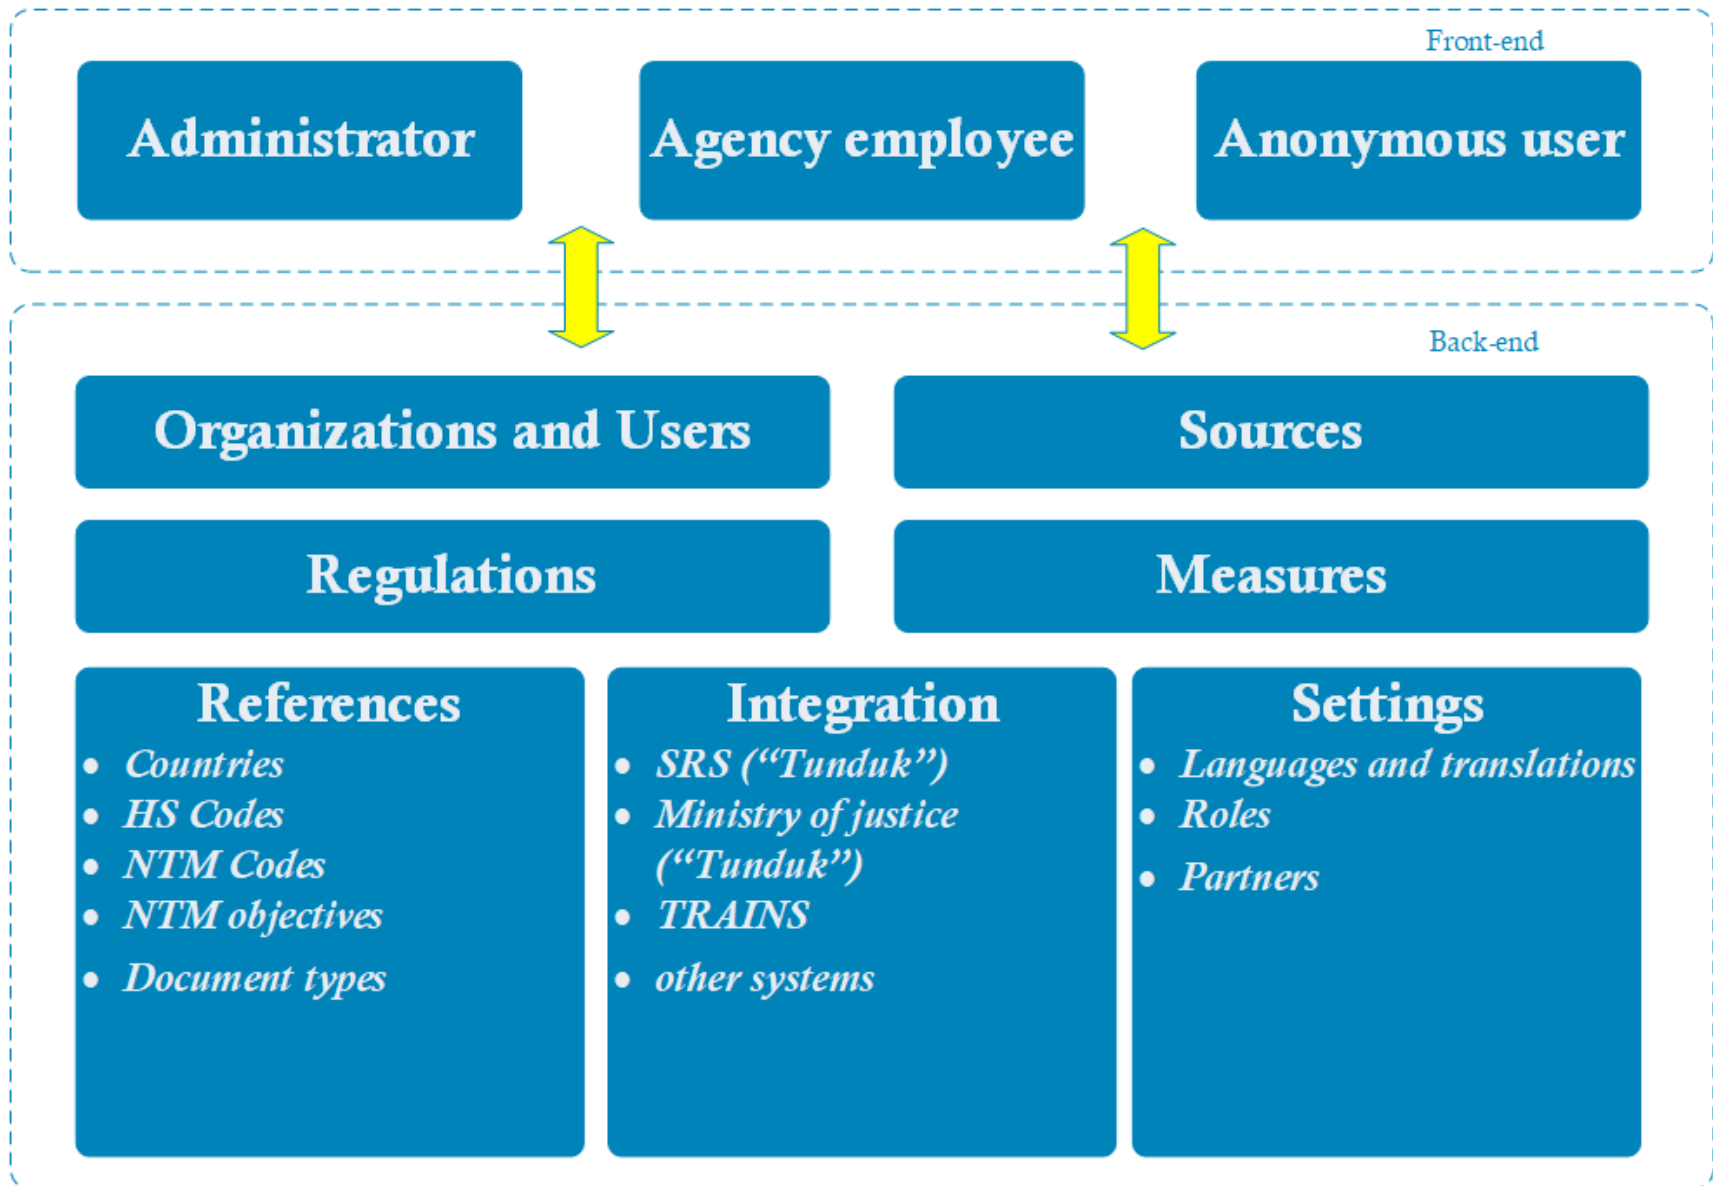 Front-end
Administrator
Agency employee
Anonymous user
Back-end
Organizations and Users
Sources
Regulations
Measures
References
• Countries
• HS Codes
• NTM Codes
• NTM objectives
• Document types
Integration
• SRS (“Tunduk”)
• Ministry of justice
(“Tunduk”)
• TRAINS
• other systems
Settings
• Languages and translations
• Roles
• Partners